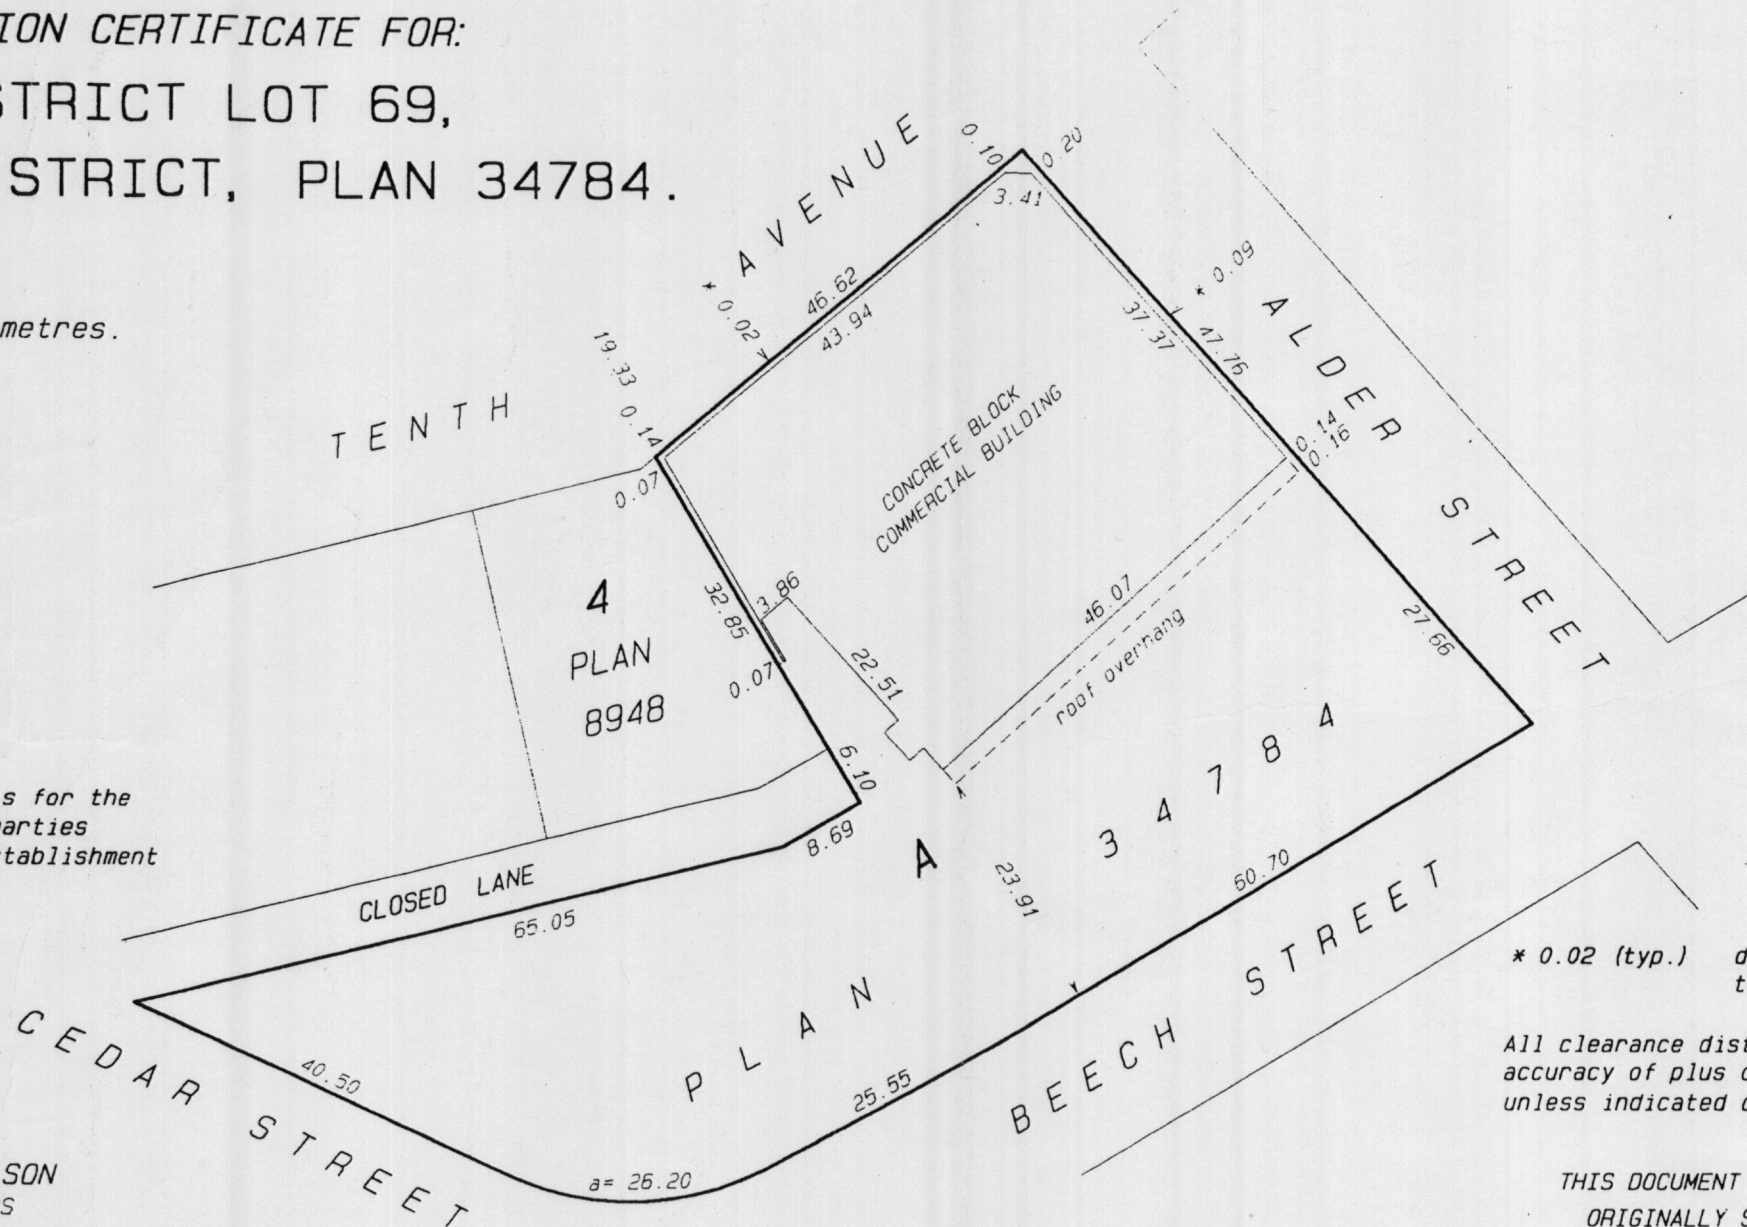 ION CERTIFICATE FOR:
STRICT LOT 69,
STRICT, PLAN 34784.
metres.
TENTH AVENUE
0.10
0.20
3.41
* 0.09
* 0.02
46.62
43.94
37.37
47.76
ALDER STREET
19.33 0.14
0.14
0.16
0.07
CONCRETE BLOCK
COMMERCIAL BUILDING
4
PLAN
8948
32.85
3.86
0.07
22.51
46.07
roof overhang
27.66
6.10
8.69
A
23.91
PLAN 34784
60.70
CLOSED LANE
65.05
s for the
parties
stablishment
CEDAR STREET
40.50
a= 26.20
25.55
BEECH STREET
* 0.02 (typ.) d
t
All clearance dist
accuracy of plus o
unless indicated o
SON
S
THIS DOCUMENT
ORIGINALLY S